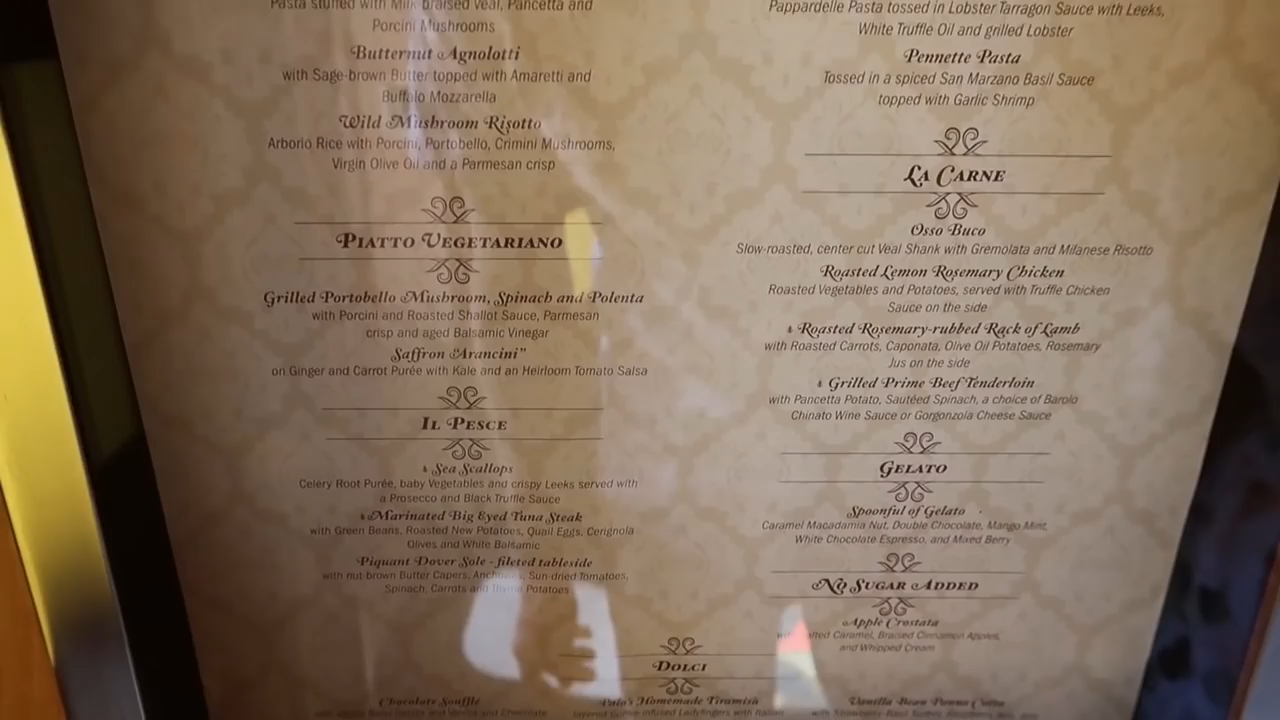 Pasta stuffed with Milk-braised Veal, Pancetta and
Porcini Mushrooms
Butternut Agnolotti
with Sage-brown Butter topped with Amaretti and
Buffalo Mozzarella
Wild Mushroom Risotto
Arborio Rice with Porcini, Portobello, Crimini Mushrooms,
Virgin Olive Oil and a Parmesan crisp
PIATTO VEGETARIANO
Grilled Portobello Mushroom, Spinach and Polenta
with Porcini and Roasted Shallot Sauce, Parmesan
crisp and aged Balsamic Vinegar
Saffron Arancini"
on Ginger and Carrot Purée with Kale and an Heirloom Tomato Salsa
IL PESCE
Sea Scallops
Celery Root Purée, baby Vegetables and crispy Leeks served with
a Prosecco and Black Truffle Sauce
Marinated Big Eyed Tuna Steak
with Green Beans, Roasted New Potatoes, Quail Eggs, Cerignola
Olives and White Balsamic
Piquant Dover Sole - fileted tableside
with nut-brown Butter Capers, Anchovies, Sun-dried Tomatoes,
Spinach, Carrots and Thyme Potatoes
Pappardelle Pasta tossed in Lobster Tarragon Sauce with Leeks,
White Truffle Oil and grilled Lobster
Pennette Pasta
Tossed in a spiced San Marzano Basil Sauce
topped with Garlic Shrimp
LA CARNE
Osso Buco
Slow-roasted, center cut Veal Shank with Gremolata and Milanese Risotto
Roasted Lemon Rosemary Chicken
Roasted Vegetables and Potatoes, served with Truffle Chicken
Sauce on the side
Roasted Rosemary-rubbed Rack of Lamb
with Roasted Carrots, Caponata, Olive Oil Potatoes, Rosemary
Jus on the side
Grilled Prime Beef Tenderloin
with Pancetta Potato, Sautéed Spinach, a choice of Barolo
Chinato Wine Sauce or Gorgonzola Cheese Sauce
GELATO
Spoonful of Gelato
Caramel Macadamia Nut, Double Chocolate, Mango Mint,
White Chocolate Espresso, and Mixed Berry
NO SUGAR ADDED
Apple Crostata
with Salted Caramel, Braised Cinnamon Apples,
and Whipped Cream
DOLCI
Chocolate Soufflé
Palo's Homemade Tiramisù
Vanilla Bean Panna Cotta